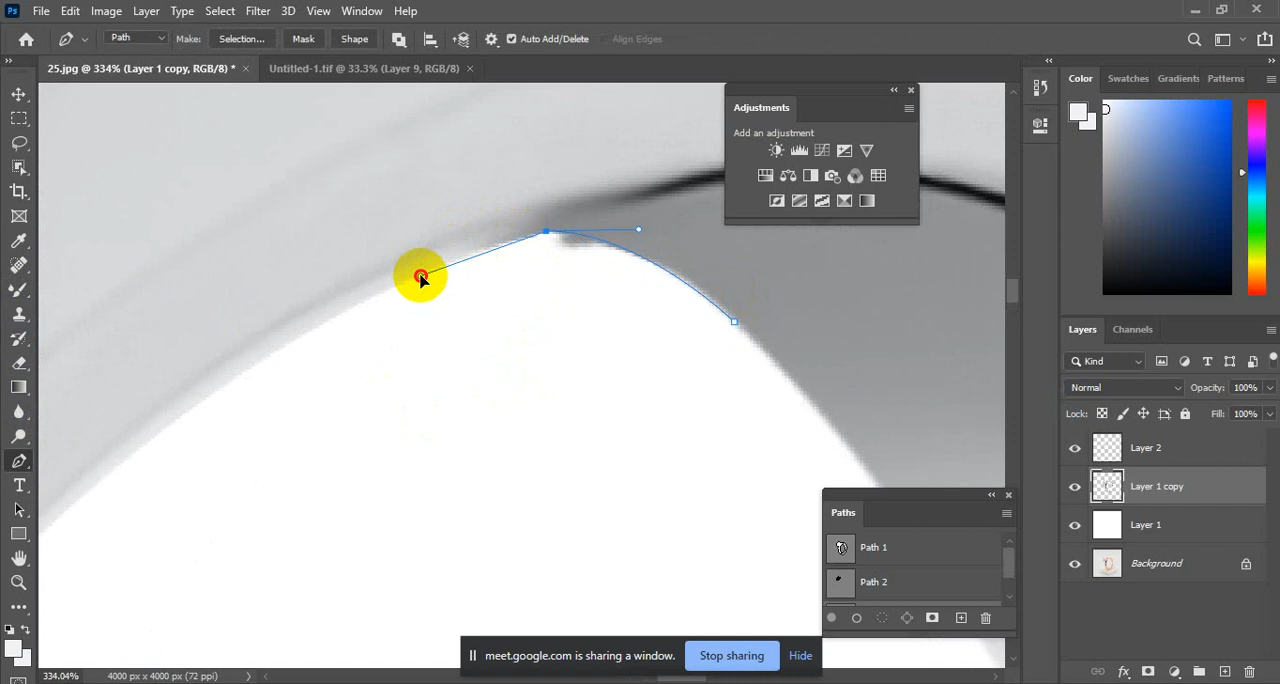 Ps File Edit Image Layer Type Select Filter 3D View Window Help
Path Make: Selection... Mask Shape Auto Add/Delete Align Edges
25.jpg @ 334% (Layer 1 copy, RGB/8) * × Untitled-1.tif @ 33.3% (Layer 9, RGB/8) ×
Color Swatches Gradients Patterns
Adjustments
Add an adjustment
Layers Channels
Kind
Normal Opacity: 100%
Lock: Fill: 100%
Layer 2
Layer 1 copy
Layer 1
Background
Paths
Path 1
Path 2
T
meet.google.com is sharing a window. Stop sharing Hide
334.04% 4000 px x 4000 px (72 ppi)